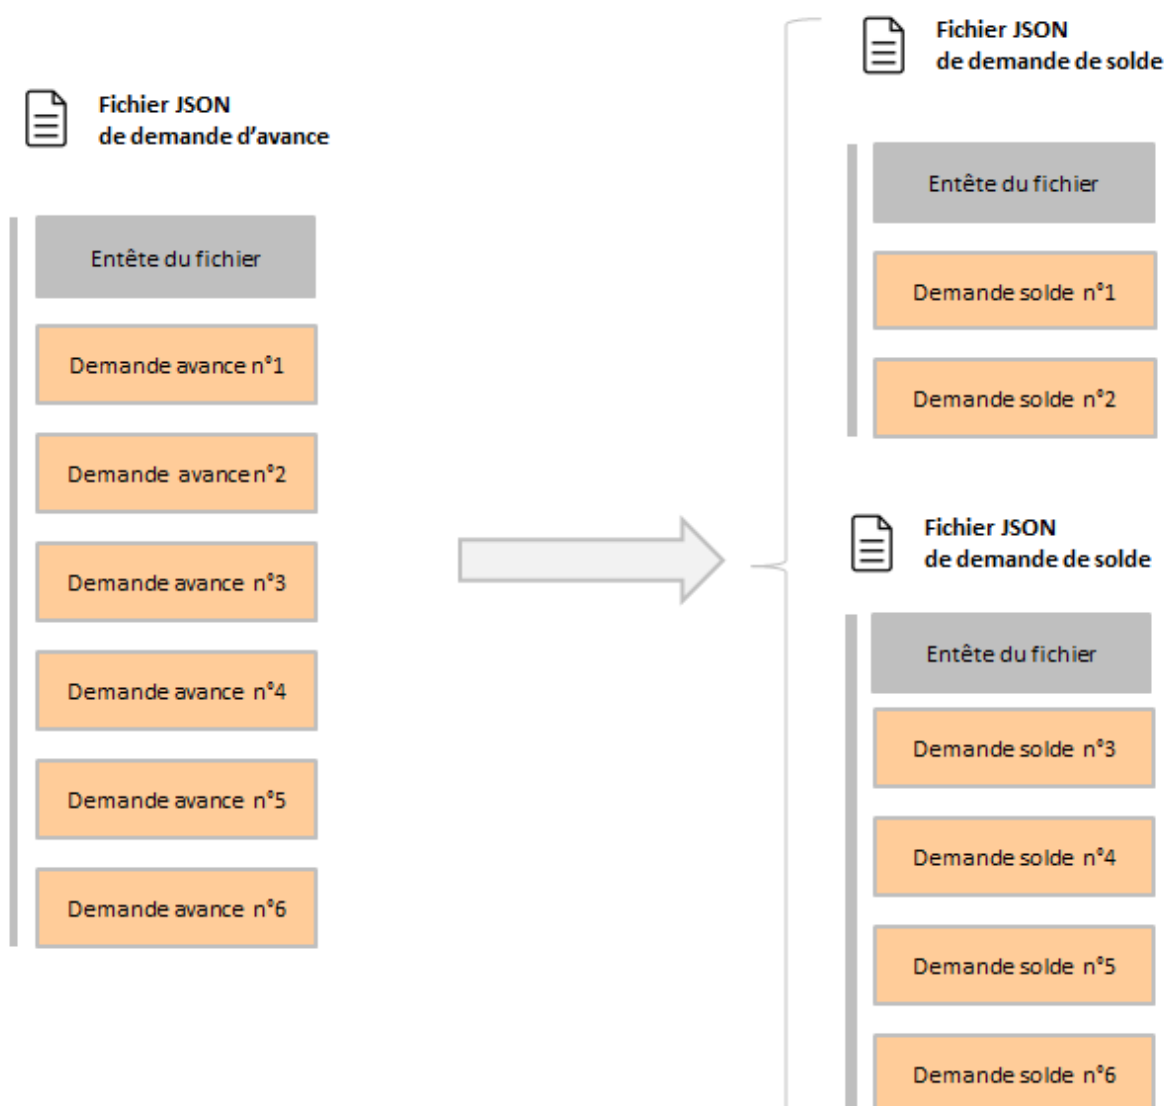 Fichier JSON
de demande d'avance
Entête du fichier
Demande avance n°1
Demande avance n°2
Demande avance n°3
Demande avance n°4
Demande avance n°5
Demande avance n°6
Fichier JSON
de demande de solde
Entête du fichier
Demande solde n°1
Demande solde n°2
Fichier JSON
de demande de solde
Entête du fichier
Demande solde n°3
Demande solde n°4
Demande solde n°5
Demande solde n°6